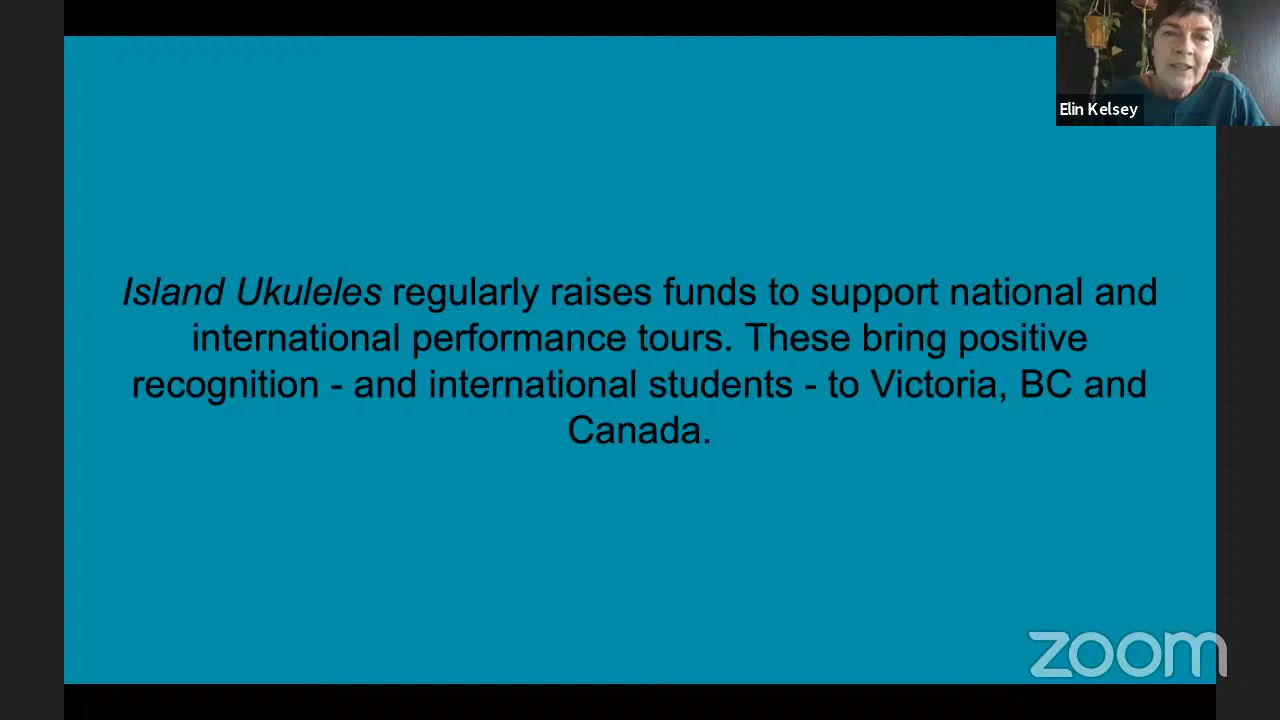 Elin Kelsey
Island Ukuleles regularly raises funds to support national and
international performance tours. These bring positive
recognition - and international students - to Victoria, BC and
Canada.
zoom